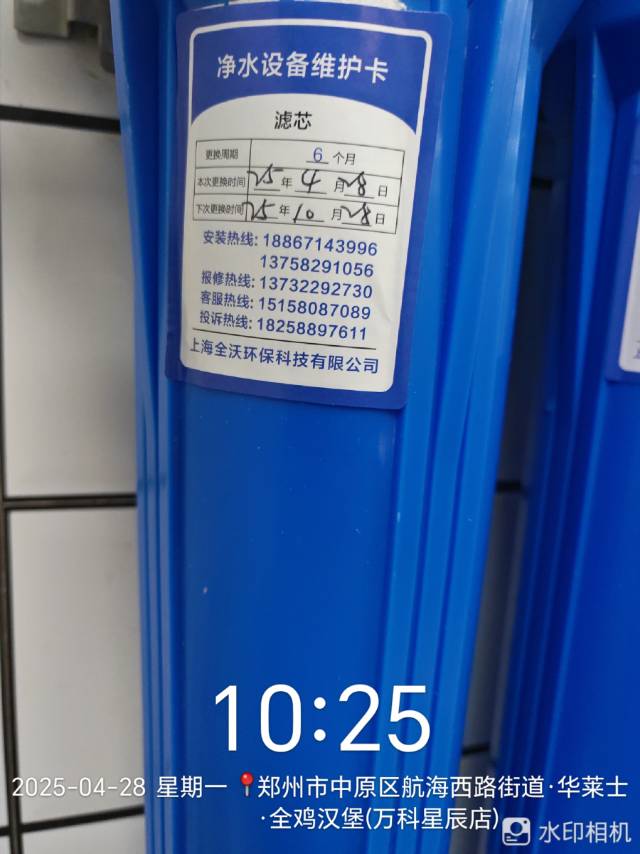 净水设备维护卡
滤芯
更换周期 6 个月
本次更换时间 25 年 4 月 28 日
下次更换时间 25 年 10 月 28 日
安装热线: 18867143996
13758291056
报修热线: 13732292730
客服热线: 15158087089
投诉热线: 18258897611
上海全沃环保科技有限公司
10:25
2025-04-28 星期一 📍郑州市中原区航海西路街道·华莱士
·全鸡汉堡(万科星辰店)
水印相机